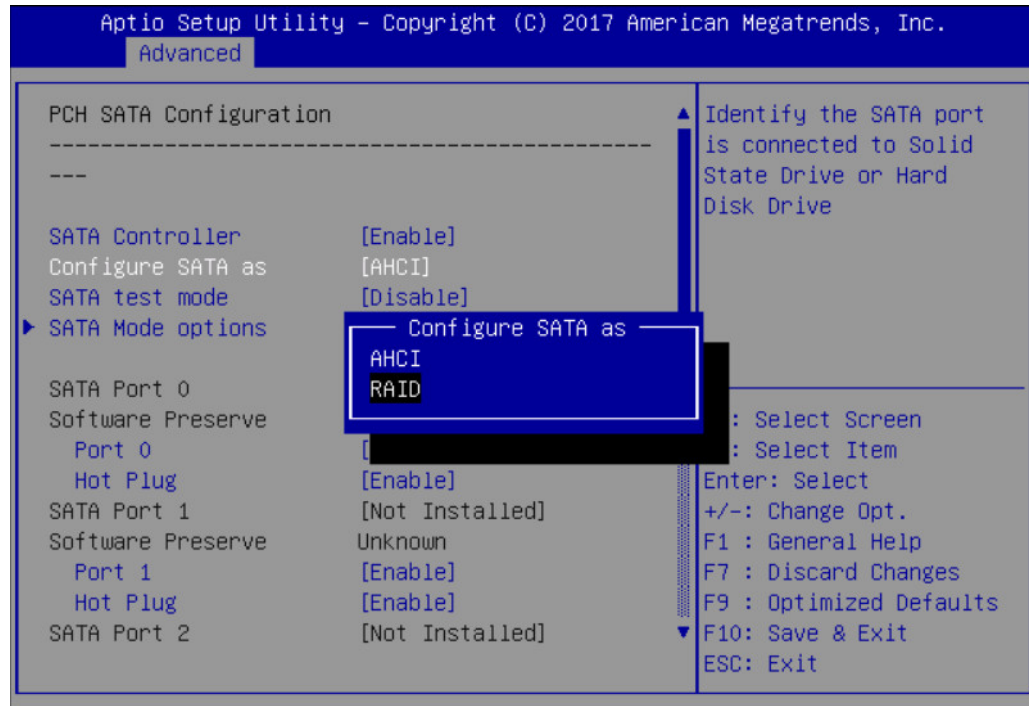 Aptio Setup Utility – Copyright (C) 2017 American Megatrends, Inc.
Advanced
PCH SATA Configuration
-----------------------------------------------
---
SATA Controller [Enable]
Configure SATA as [AHCI]
SATA test mode [Disable]
SATA Mode options
SATA Port 0
Software Preserve
Port 0 [
Hot Plug [Enable]
SATA Port 1 [Not Installed]
Software Preserve Unknown
Port 1 [Enable]
Hot Plug [Enable]
SATA Port 2 [Not Installed]
Configure SATA as
AHCI
RAID
Identify the SATA port
is connected to Solid
State Drive or Hard
Disk Drive
: Select Screen
: Select Item
Enter: Select
+/-: Change Opt.
F1 : General Help
F7 : Discard Changes
F9 : Optimized Defaults
F10: Save & Exit
ESC: Exit